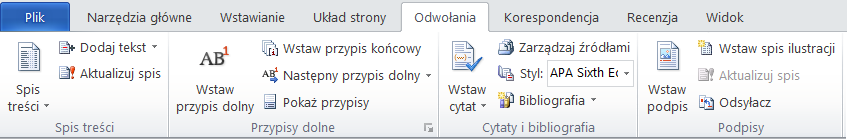 Plik Narzędzia główne Wstawianie Układ strony Odwołania Korespondencja Recenzja Widok
Spis treści
Dodaj tekst
Aktualizuj spis
Spis treści
AB1
Wstaw przypis dolny
Wstaw przypis końcowy
Następny przypis dolny
Pokaż przypisy
Przypisy dolne
Wstaw cytat
Zarządzaj źródłami
Styl: APA Sixth Ec
Bibliografia
Cytaty i bibliografia
Wstaw podpis
Wstaw spis ilustracji
Aktualizuj spis
Odsyłacz
Podpisy